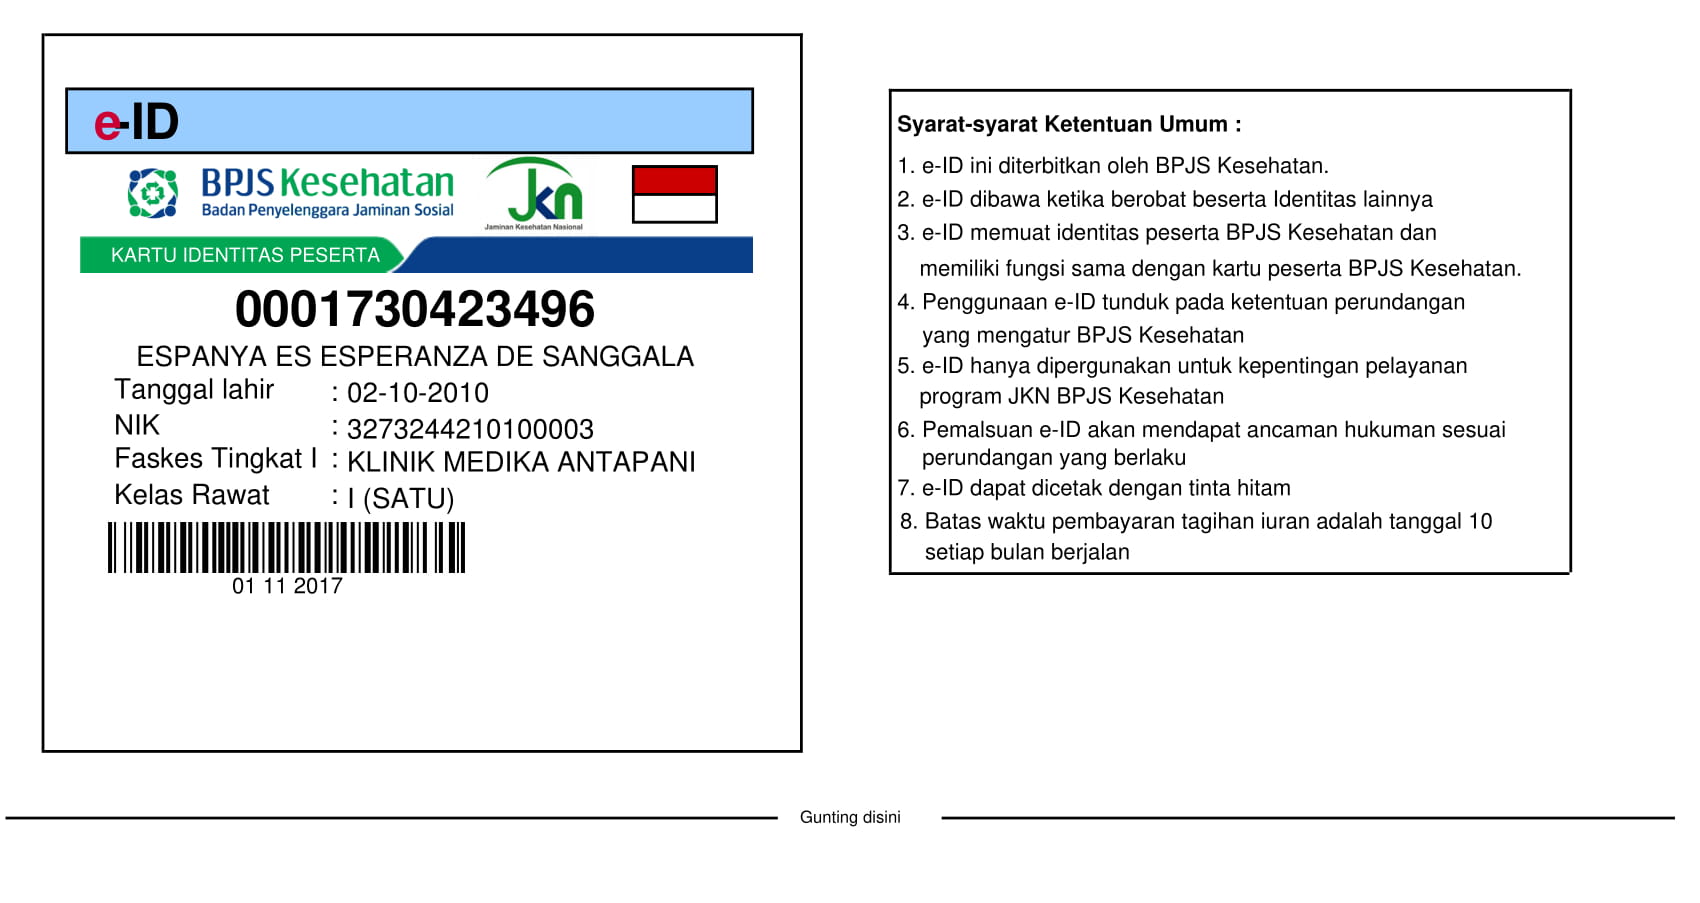 e-ID
BPJS Kesehatan
Badan Penyelenggara Jaminan Sosial
Jkn
Jaminan Kesehatan Nasional
KARTU IDENTITAS PESERTA
0001730423496
ESPANYA ES ESPERANZA DE SANGGALA
Tanggal lahir : 02-10-2010
NIK : 3273244210100003
Faskes Tingkat I : KLINIK MEDIKA ANTAPANI
Kelas Rawat : I (SATU)
01 11 2017
Syarat-syarat Ketentuan Umum :
1. e-ID ini diterbitkan oleh BPJS Kesehatan.
2. e-ID dibawa ketika berobat beserta Identitas lainnya
3. e-ID memuat identitas peserta BPJS Kesehatan dan
memiliki fungsi sama dengan kartu peserta BPJS Kesehatan.
4. Penggunaan e-ID tunduk pada ketentuan perundangan
yang mengatur BPJS Kesehatan
5. e-ID hanya dipergunakan untuk kepentingan pelayanan
program JKN BPJS Kesehatan
6. Pemalsuan e-ID akan mendapat ancaman hukuman sesuai
perundangan yang berlaku
7. e-ID dapat dicetak dengan tinta hitam
8. Batas waktu pembayaran tagihan iuran adalah tanggal 10
setiap bulan berjalan
Gunting disini